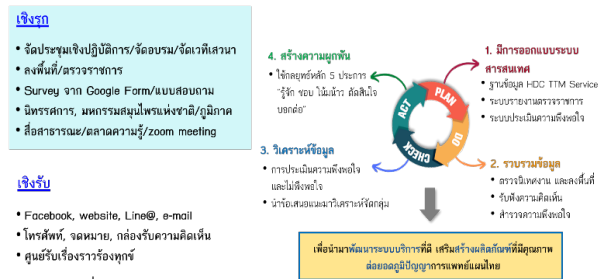 เชิงรุก
• จัดประชุมเชิงปฏิบัติการ/จัดอบรม/จัดเวทีเสวนา
• ลงพื้นที่/ตรวจราชการ
• Survey จาก Google Form/แบบสอบถาม
• นิทรรศการ, มหกรรมสมุนไพรแห่งชาติ/ภูมิภาค
• สื่อสาธารณะ/ตลาดความรู้/zoom meeting
เชิงรับ
• Facebook, website, Line@, e-mail
• โทรศัพท์, จดหมาย, กล่องรับความคิดเห็น
• ศูนย์รับเรื่องราวร้องทุกข์
4. สร้างความผูกพัน
• ใช้กลยุทธ์หลัก 5 ประการ
"รู้จัก ชอบ โน้มน้าว ตัดสินใจ
บอกต่อ"
1. มีการออกแบบระบบ
สารสนเทศ
• ฐานข้อมูล HDC TTM Service
• ระบบรายงานตรวจราชการ
• ระบบประเมินความพึงพอใจ
ACT
PLAN
CHECK
DO
3. วิเคราะห์ข้อมูล
• การประเมินความพึงพอใจ
และไม่พึงพอใจ
• นำข้อเสนอแนะมาวิเคราะห์จัดกลุ่ม
2. รวบรวมข้อมูล
• ตรวจนิเทศงาน และลงพื้นที่
• รับฟังความคิดเห็น
• สำรวจความพึงพอใจ
เพื่อนำมาพัฒนาระบบบริการที่ดี เสริมสร้างผลิตภัณฑ์ที่มีคุณภาพ
ต่อยอดภูมิปัญญาการแพทย์แผนไทย